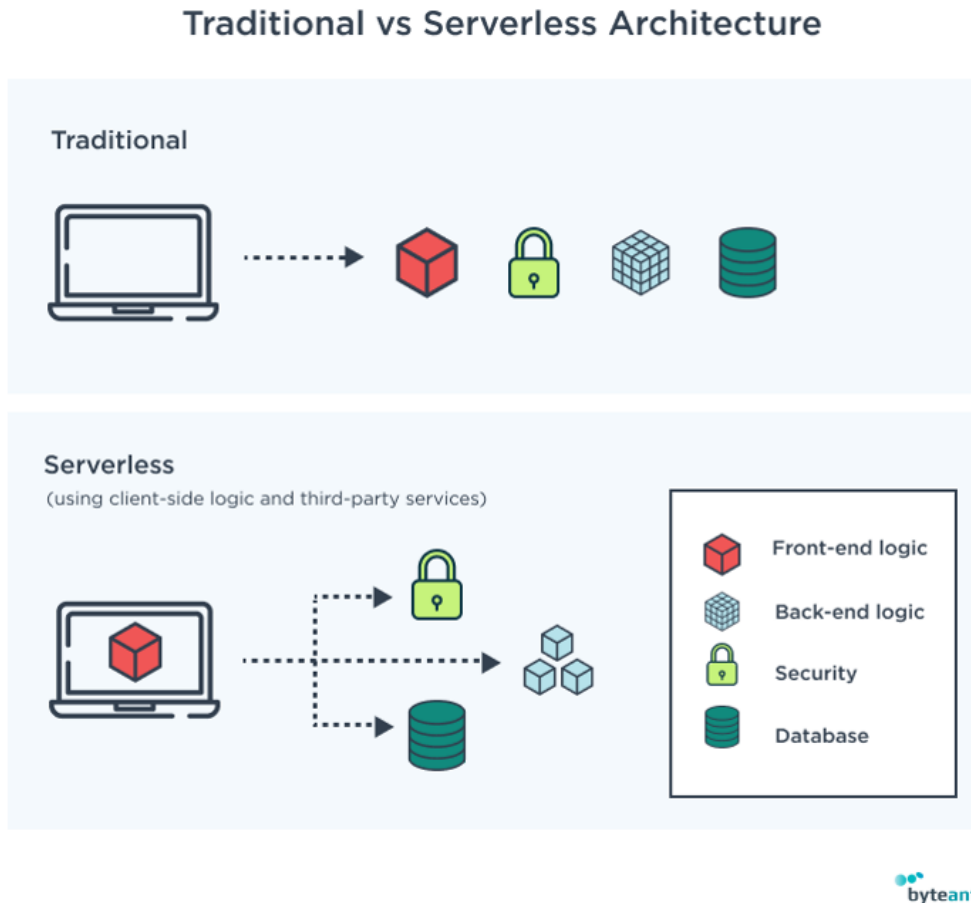 Traditional vs Serverless Architecture
Traditional
Serverless
(using client-side logic and third-party services)
Front-end logic
Back-end logic
Security
Database
byteant